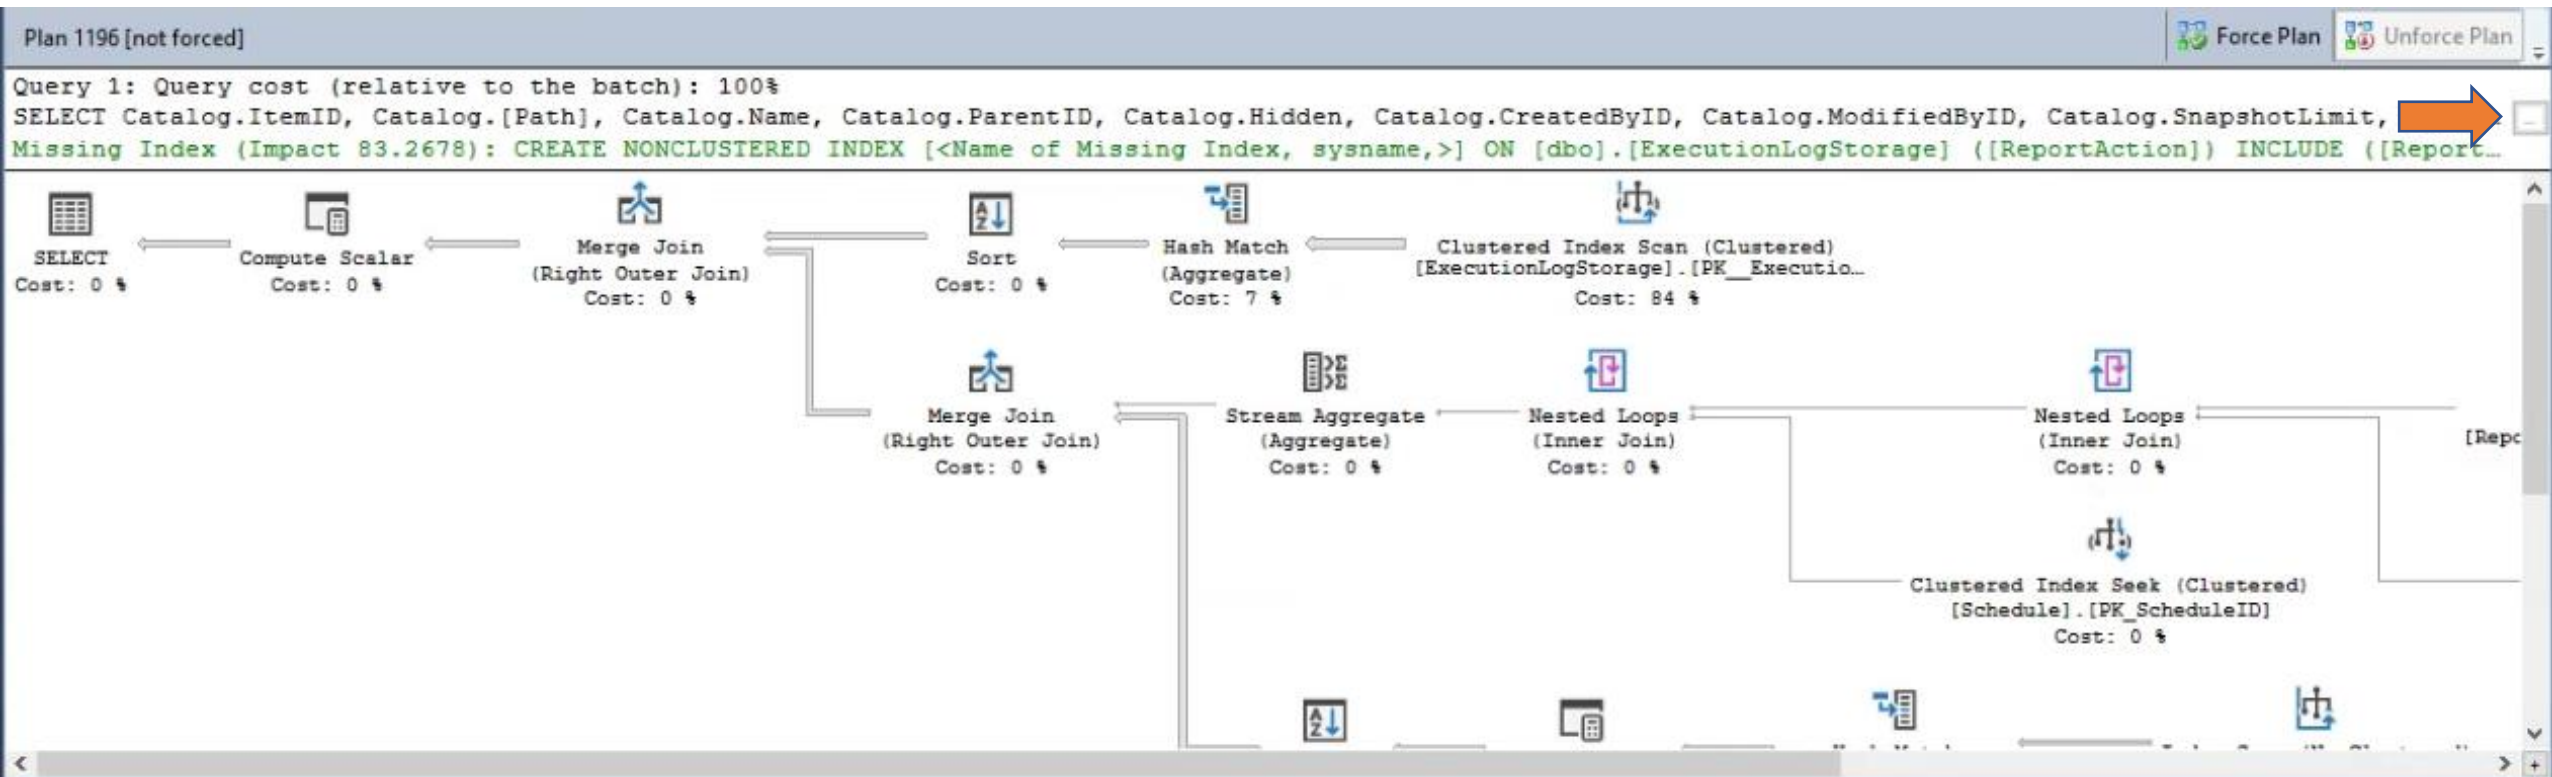 Plan 1196 [not forced]
Force Plan
Unforce Plan
Query 1: Query cost (relative to the batch): 100%
SELECT Catalog.ItemID, Catalog.[Path], Catalog.Name, Catalog.ParentID, Catalog.Hidden, Catalog.CreatedByID, Catalog.ModifiedByID, Catalog.SnapshotLimit,
...
Missing Index (Impact 83.2678): CREATE NONCLUSTERED INDEX [<Name of Missing Index, sysname,>] ON [dbo].[ExecutionLogStorage] ([ReportAction]) INCLUDE ([Report…
SELECT
Cost: 0 %
Compute Scalar
Cost: 0 %
Merge Join
(Right Outer Join)
Cost: 0 %
Sort
Cost: 0 %
Hash Match
(Aggregate)
Cost: 7 %
Clustered Index Scan (Clustered)
[ExecutionLogStorage].[PK__Executio…
Cost: 84 %
Merge Join
(Right Outer Join)
Cost: 0 %
Stream Aggregate
(Aggregate)
Cost: 0 %
Nested Loops
(Inner Join)
Cost: 0 %
Nested Loops
(Inner Join)
Cost: 0 %
[Repo
Clustered Index Seek (Clustered)
[Schedule].[PK_ScheduleID]
Cost: 0 %